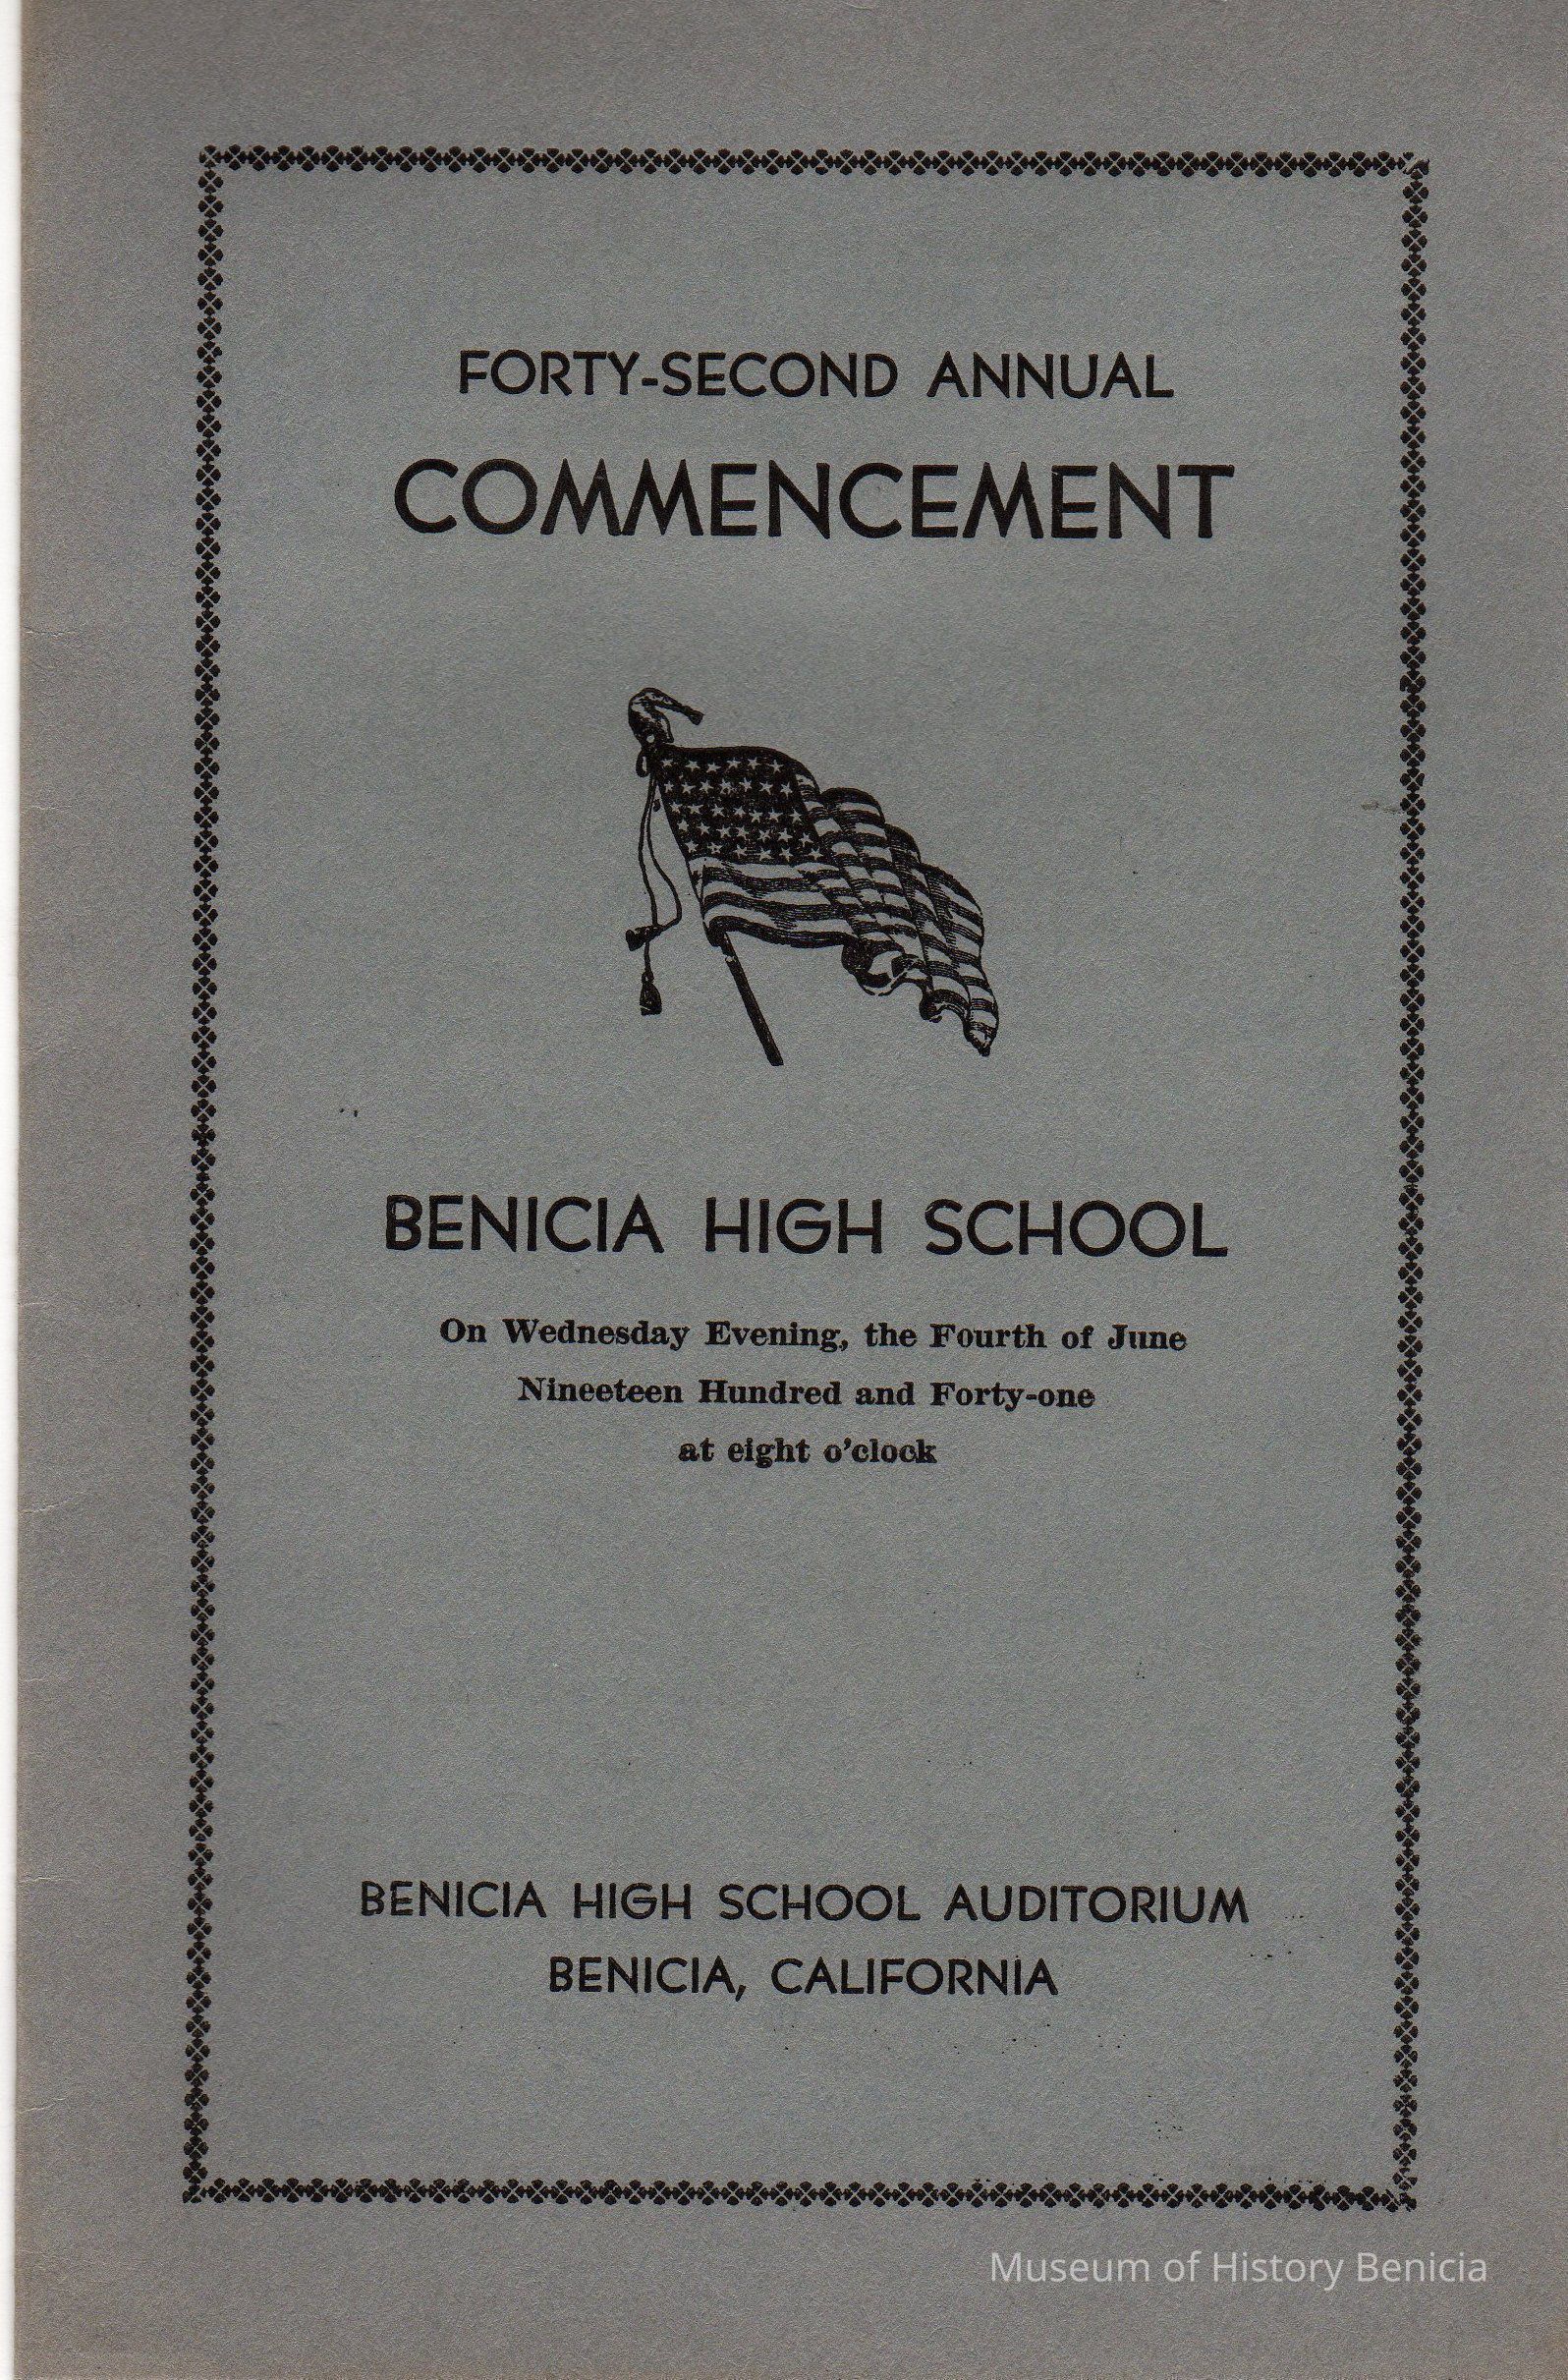 FORTY-SECOND ANNUAL
COMMENCEMENT
BENICIA HIGH SCHOOL
On Wednesday Evening, the Fourth of June
Nineeteen Hundred and Forty-one
at eight o'clock
BENICIA HIGH SCHOOL AUDITORIUM
BENICIA, CALIFORNIA
Museum of History Benicia